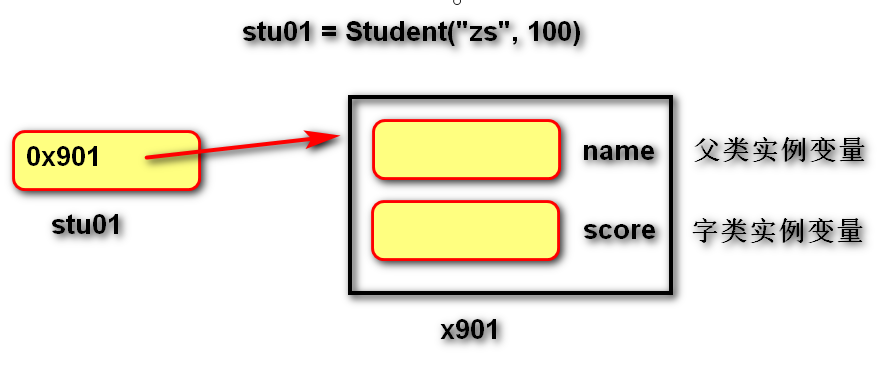 stu01 = Student("zs", 100)
0x901
stu01
name 父类实例变量
score 字类实例变量
x901